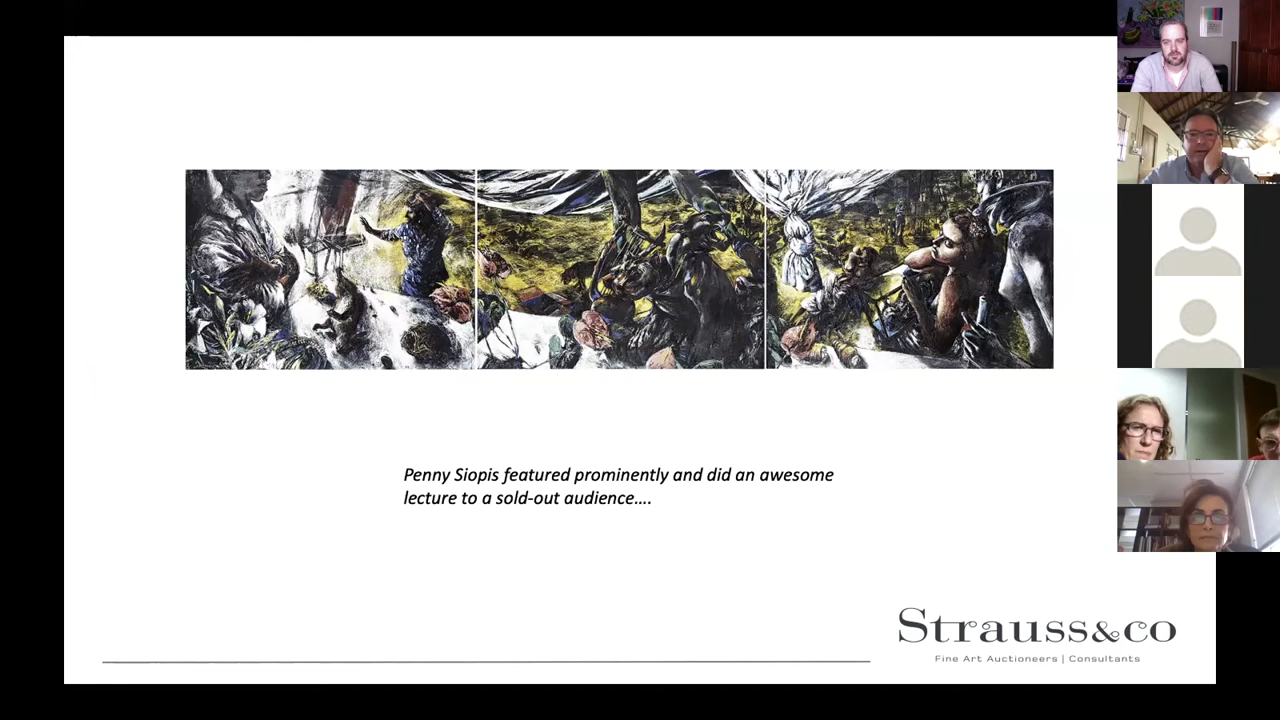 Penny Siopis featured prominently and did an awesome
lecture to a sold-out audience....
Strauss&co
Fine Art Auctioneers | Consultants